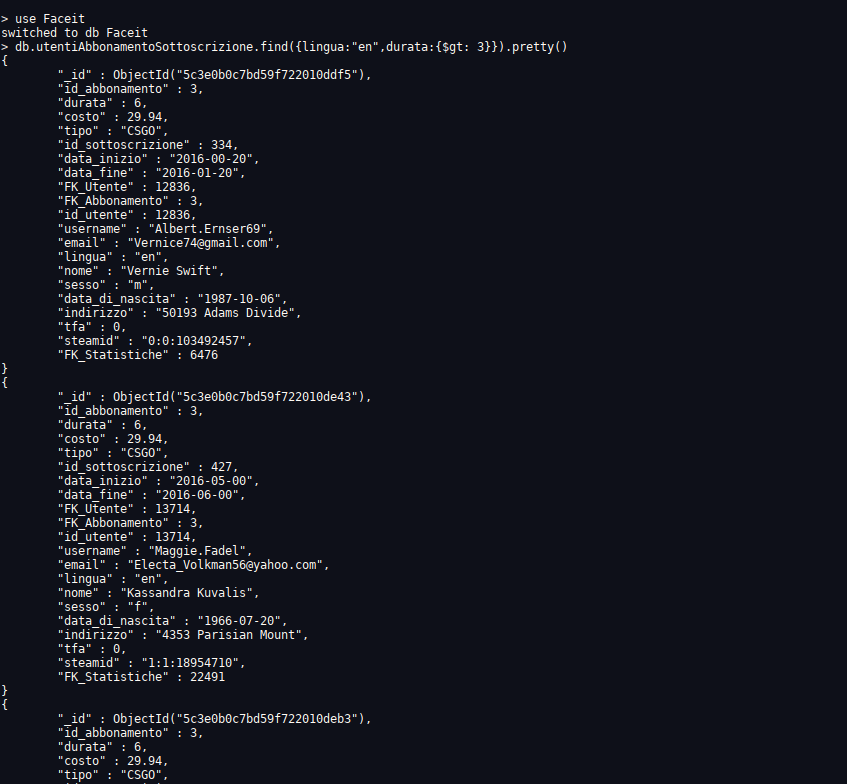 > use Faceit
switched to db Faceit
> db.utentiAbbonamentoSottoscrizione.find({lingua:"en",durata:{$gt: 3}}).pretty()
{
"_id" : ObjectId("5c3e0b0c7bd59f722010ddf5"),
"id_abbonamento" : 3,
"durata" : 6,
"costo" : 29.94,
"tipo" : "CSGO",
"id_sottoscrizione" : 334,
"data_inizio" : "2016-00-20",
"data_fine" : "2016-01-20",
"FK_Utente" : 12836,
"FK_Abbonamento" : 3,
"id_utente" : 12836,
"username" : "Albert.Ernser69",
"email" : "Vernice74@gmail.com",
"lingua" : "en",
"nome" : "Vernie Swift",
"sesso" : "m",
"data_di_nascita" : "1987-10-06",
"indirizzo" : "50193 Adams Divide",
"tfa" : 0,
"steamid" : "0:0:103492457",
"FK_Statistiche" : 6476
}
{
"_id" : ObjectId("5c3e0b0c7bd59f722010de43"),
"id_abbonamento" : 3,
"durata" : 6,
"costo" : 29.94,
"tipo" : "CSGO",
"id_sottoscrizione" : 427,
"data_inizio" : "2016-05-00",
"data_fine" : "2016-06-00",
"FK_Utente" : 13714,
"FK_Abbonamento" : 3,
"id_utente" : 13714,
"username" : "Maggie.Fadel",
"email" : "Electa_Volkman56@yahoo.com",
"lingua" : "en",
"nome" : "Kassandra Kuvalis",
"sesso" : "f",
"data_di_nascita" : "1966-07-20",
"indirizzo" : "4353 Parisian Mount",
"tfa" : 0,
"steamid" : "1:1:18954710",
"FK_Statistiche" : 22491
}
{
"_id" : ObjectId("5c3e0b0c7bd59f722010deb3"),
"id_abbonamento" : 3,
"durata" : 6,
"costo" : 29.94,
"tipo" : "CSGO",